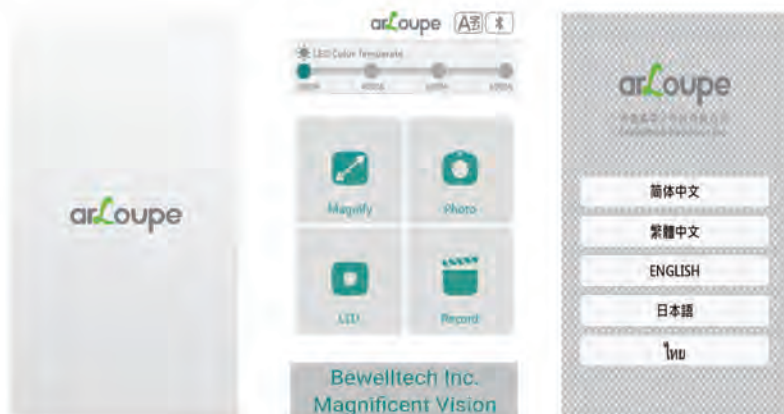 arLoupe
arLoupe
LED Color Temperate
Magnify
Photo
LED
Record
Bewelltech Inc.
Magnificent Vision
arLoupe
简体中文
繁體中文
ENGLISH
日本語
ไทย